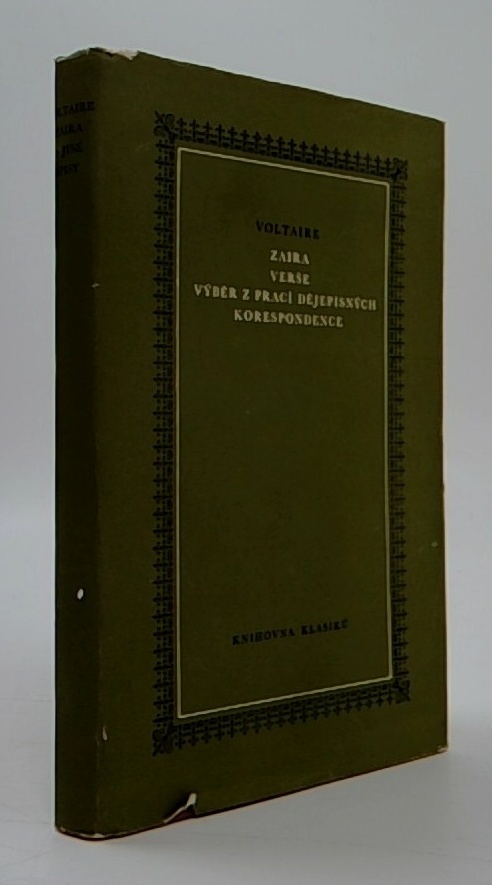 VOLTAIRE
ZAIRA
VERŠE
VÝBĚR Z PRACÍ DĚJEPISNÝCH
KORESPONDENCE
KNIHOVNA KLASIKŮ